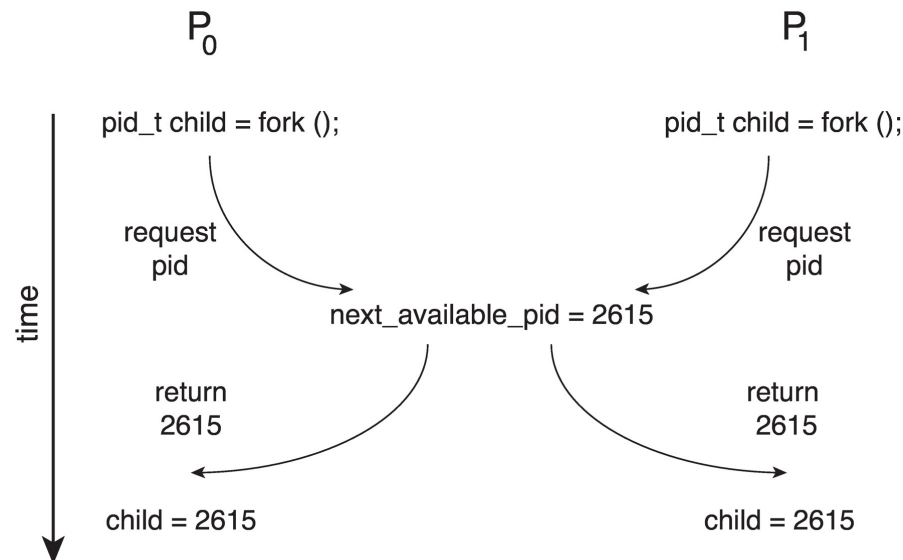 P0
P1
pid_t child = fork ();
pid_t child = fork ();
request
pid
request
pid
next_available_pid = 2615
time
return
2615
return
2615
child = 2615
child = 2615